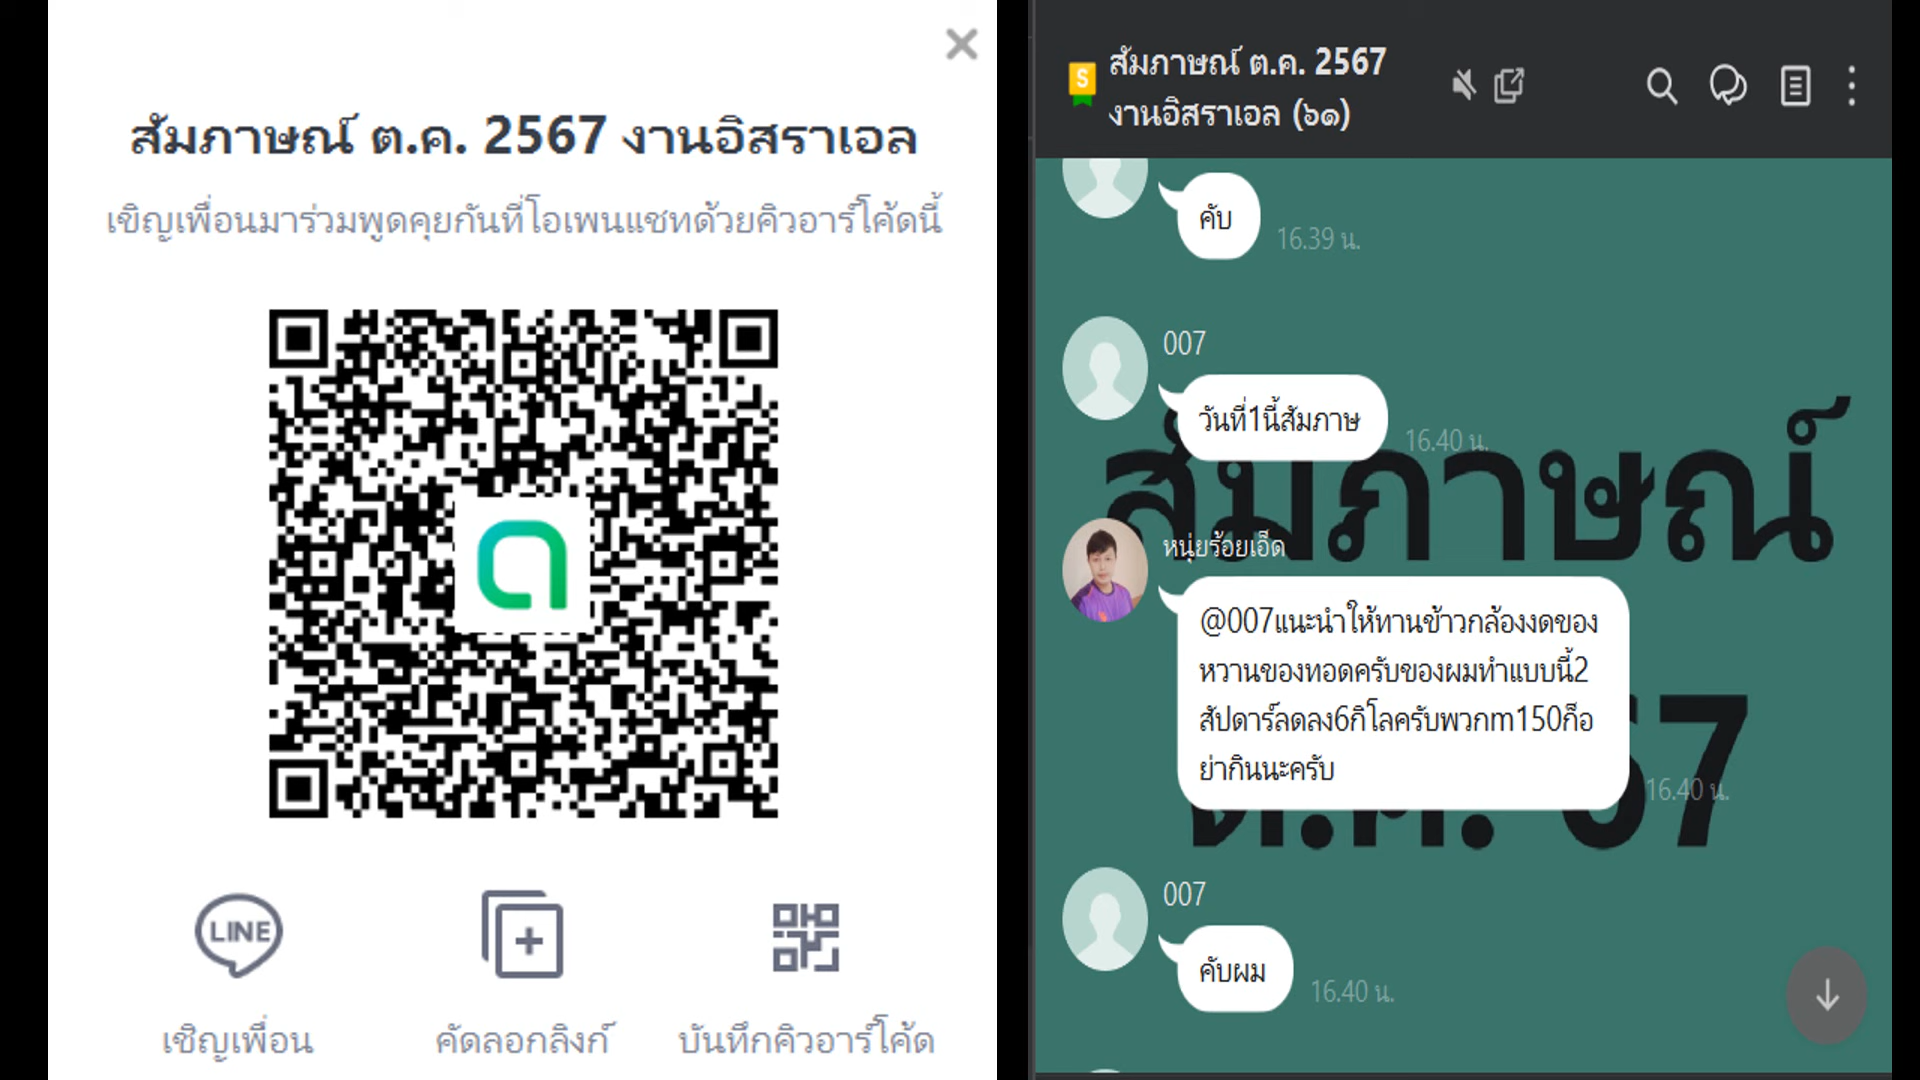 สัมภาษณ์ ต.ค. 2567 งานอิสราเอล
เชิญเพื่อนมาร่วมพูดคุยกันที่โอเพนแชทด้วยคิวอาร์โค้ดนี้
LINE
เชิญเพื่อน
คัดลอกลิงก์
บันทึกคิวอาร์โค้ด
S
สัมภาษณ์ ต.ค. 2567
งานอิสราเอล (๖๑)
คับ
16.39 น.
007
วันที่1นี้สัมภาษ
16.40 น.
สัมภาษณ์
ต.ค. 67
หนุ่ยร้อยเอ็ด
@007แนะนำให้ทานข้าวกล้องงดของ
หวานของทอดครับของผมทำแบบนี้2
สัปดาร์ลดลง6กิโลครับพวกm150ก็อ
ย่ากินนะครับ
16.40 น.
007
คับผม
16.40 น.